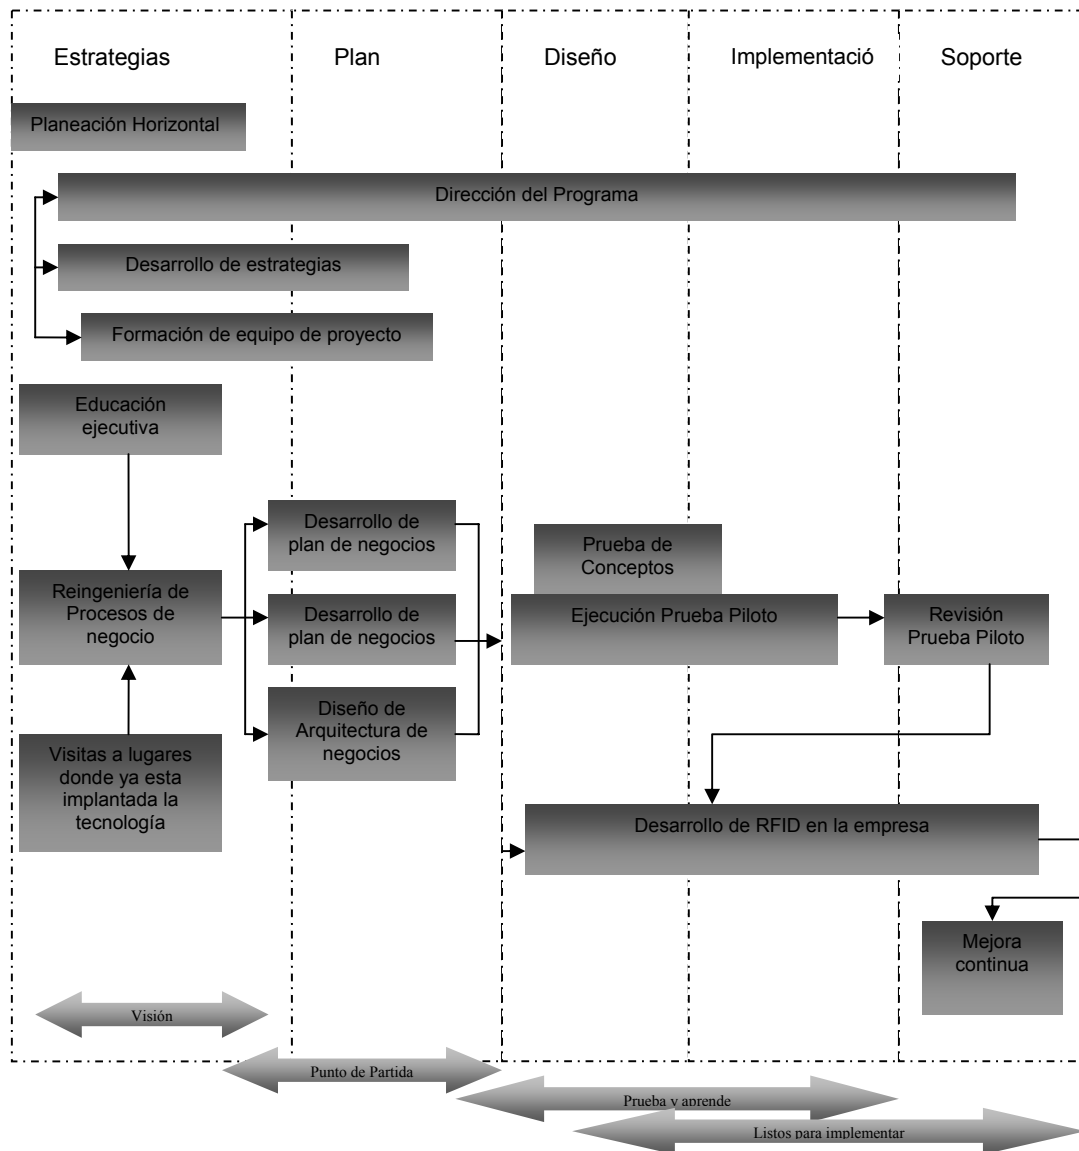 Estrategias
Plan
Diseño
Implementació
Soporte
Planeación Horizontal
Dirección del Programa
Desarrollo de estrategias
Formación de equipo de proyecto
Educación
ejecutiva
Reingeniería de
Procesos de
negocio
Visitas a lugares
donde ya esta
implantada la
tecnología
Desarrollo de
plan de negocios
Desarrollo de
plan de negocios
Diseño de
Arquitectura de
negocios
Prueba de
Conceptos
Ejecución Prueba Piloto
Revisión
Prueba Piloto
Desarrollo de RFID en la empresa
Mejora
continua
Visión
Punto de Partida
Prueba y aprende
Listos para implementar